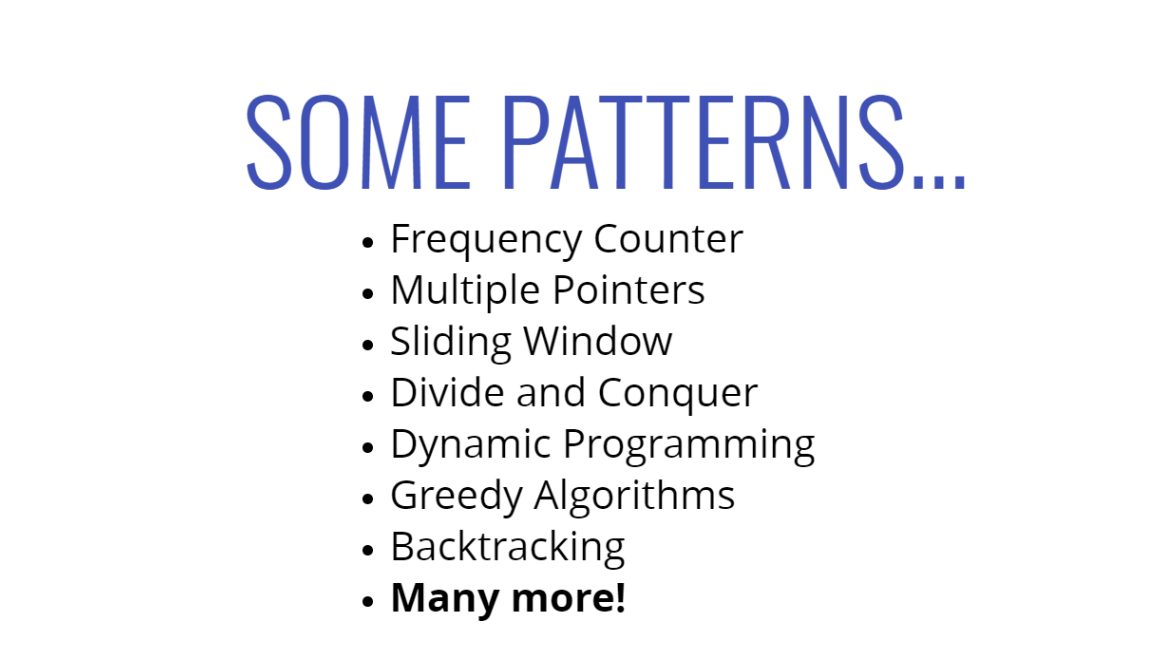 SOME PATTERNS...
Frequency Counter
Multiple Pointers
Sliding Window
Divide and Conquer
Dynamic Programming
Greedy Algorithms
Backtracking
Many more!